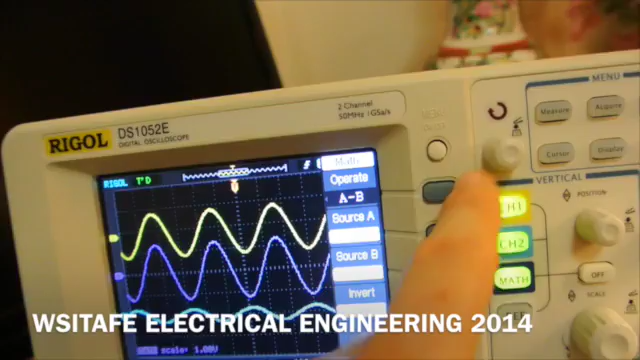 RIGOL DS1052E
DIGITAL OSCILLOSCOPE
2 Channel
50MHz 1GSa/s
MENU
Measure
Acquire
Cursor
Display
VERTICAL
POSITION
CH1
CH2
MATH
OFF
SCALE
RIGOL T'D
Math
Operate
A-B
Source A
Source B
Invert
scale: 1.00V
WSITAFE ELECTRICAL ENGINEERING 2014